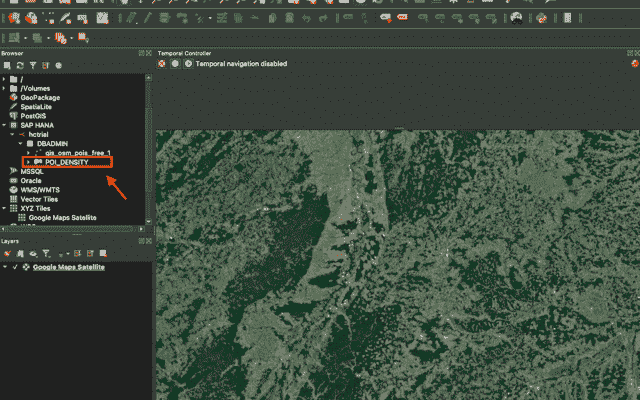 Browser
Temporal Controller
Temporal navigation disabled
/
/Volumes
GeoPackage
SpatiaLite
PostGIS
SAP HANA
hctrial
DBADMIN
gis_osm_pois_free_1
POI_DENSITY
MSSQL
Oracle
WMS/WMTS
Vector Tiles
XYZ Tiles
Google Maps Satellite
Layers
Google Maps Satellite